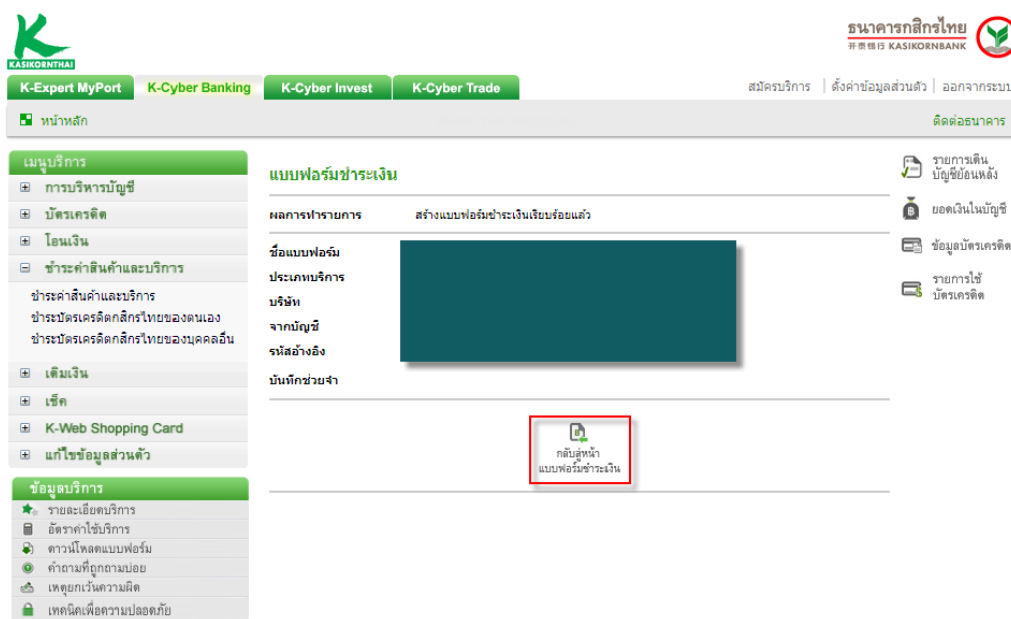 KASIKORNTHAI
ธนาคารกสิกรไทย
开泰银行 KASIKORNBANK
K-Expert MyPort
K-Cyber Banking
K-Cyber Invest
K-Cyber Trade
สมัครบริการ
ตั้งค่าข้อมูลส่วนตัว
ออกจากระบบ
หน้าหลัก
ติดต่อธนาคาร
เมนูบริการ
การบริหารบัญชี
บัตรเครดิต
โอนเงิน
ชำระค่าสินค้าและบริการ
ชำระค่าสินค้าและบริการ
ชำระบัตรเครดิตกสิกรไทยของตนเอง
ชำระบัตรเครดิตกสิกรไทยของบุคคลอื่น
เติมเงิน
เช็ค
K-Web Shopping Card
แก้ไขข้อมูลส่วนตัว
ข้อมูลบริการ
รายละเอียดบริการ
อัตราค่าใช้บริการ
ดาวน์โหลดแบบฟอร์ม
คำถามที่ถูกถามบ่อย
เหตุยกเว้นความผิด
เทคนิคเพื่อความปลอดภัย
แบบฟอร์มชำระเงิน
ผลการทำรายการ สร้างแบบฟอร์มชำระเงินเรียบร้อยแล้ว
ชื่อแบบฟอร์ม
ประเภทบริการ
บริษัท
จากบัญชี
รหัสอ้างอิง
บันทึกช่วยจำ
กลับสู่หน้า
แบบฟอร์มชำระเงิน
รายการเดิน
บัญชีย้อนหลัง
ยอดเงินในบัญชี
ข้อมูลบัตรเครดิต
รายการใช้
บัตรเครดิต